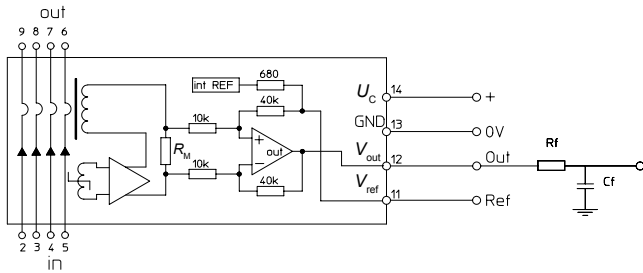 out
9 8 7 6
680
int REF
U_C 14 +
40k
10k
GND 13 0V
+
R_M
out
V_out 12 Out
Rf
10k
−
40k
V_ref 11 Ref
Cf
2 3 4 5
in